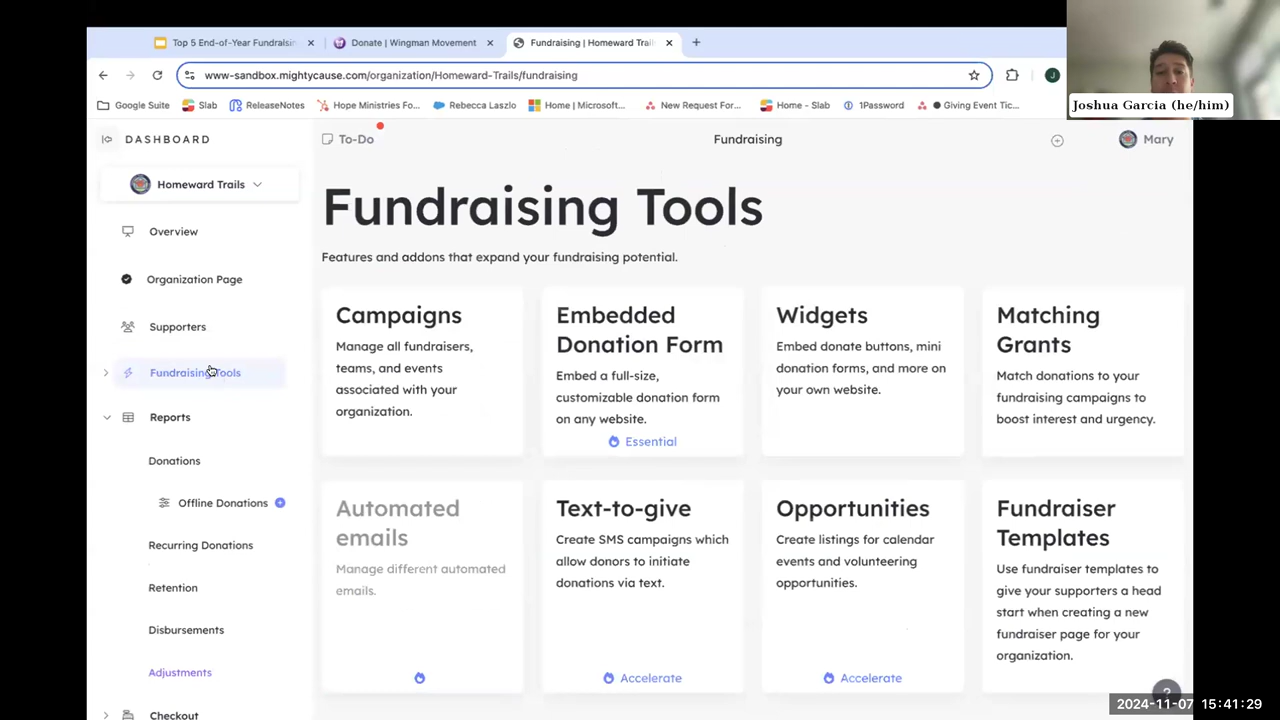 Top 5 End-of-Year Fundraisin
Donate | Wingman Movement
Fundraising | Homeward Trai
www-sandbox.mightycause.com/organization/Homeward-Trails/fundraising
J
Google Suite
Slab
ReleaseNotes
Hope Ministries Fo...
Rebecca Laszlo
Home | Microsoft...
New Request For...
Home - Slab
1Password
Giving Event Tic...
Joshua Garcia (he/him)
DASHBOARD
To-Do
Fundraising
Mary
Homeward Trails
Overview
Organization Page
Supporters
Fundraising Tools
Reports
Donations
Offline Donations
Recurring Donations
Retention
Disbursements
Adjustments
Checkout
Fundraising Tools
Features and addons that expand your fundraising potential.
Campaigns
Manage all fundraisers,
teams, and events
associated with your
organization.
Embedded
Donation Form
Embed a full-size,
customizable donation form
on any website.
Essential
Widgets
Embed donate buttons, mini
donation forms, and more on
your own website.
Matching
Grants
Match donations to your
fundraising campaigns to
boost interest and urgency.
Automated
emails
Manage different automated
emails.
Text-to-give
Create SMS campaigns which
allow donors to initiate
donations via text.
Accelerate
Opportunities
Create listings for calendar
events and volunteering
opportunities.
Accelerate
Fundraiser
Templates
Use fundraiser templates to
give your supporters a head
start when creating a new
fundraiser page for your
organization.
?
2024-11-07 15:41:29